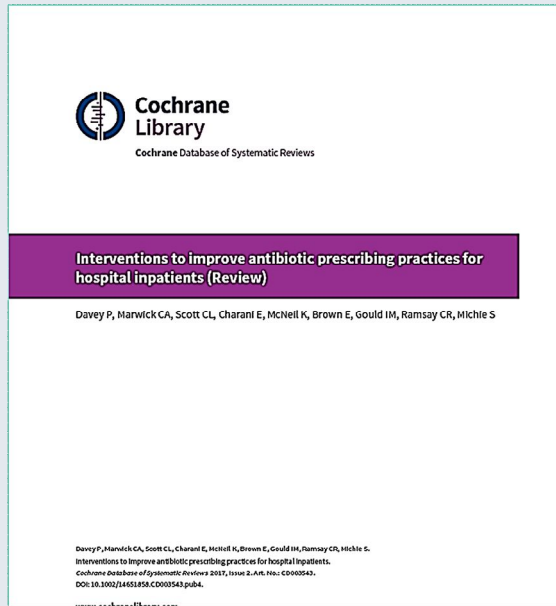 Cochrane
Library
Cochrane Database of Systematic Reviews
Interventions to improve antibiotic prescribing practices for
hospital inpatients (Review)
Davey P, Marwick CA, Scott CL, Charani E, McNeil K, Brown E, Gould IM, Ramsay CR, Michie S
Davey P, Marwick CA, Scott CL, Charani E, McNeil K, Brown E, Gould IM, Ramsay CR, Michie S.
Interventions to improve antibiotic prescribing practices for hospital inpatients.
Cochrane Database of Systematic Reviews 2017, Issue 2. Art. No.: CD003543.
DOI: 10.1002/14651858.CD003543.pub4.
www.cochranelibrary.com